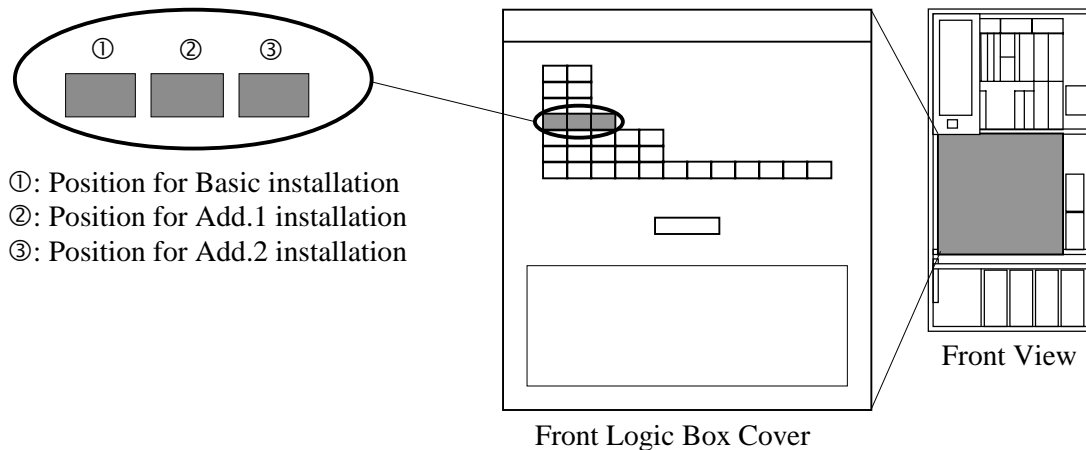 ① ② ③
①: Position for Basic installation
②: Position for Add.1 installation
③: Position for Add.2 installation
Front View
Front Logic Box Cover